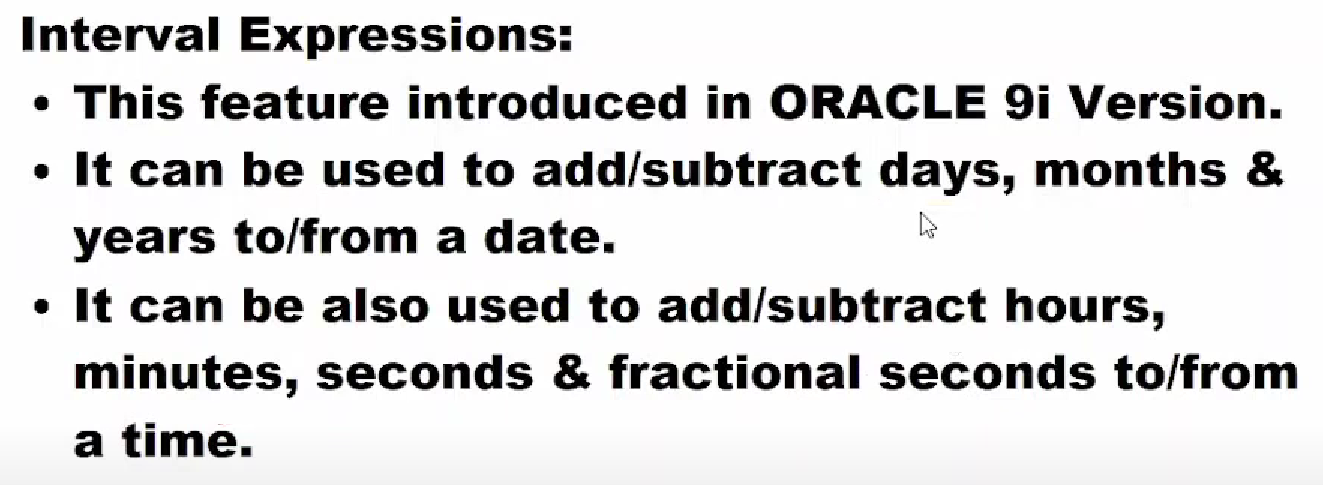 Interval Expressions:
• This feature introduced in ORACLE 9i Version.
• It can be used to add/subtract days, months &
years to/from a date.
• It can be also used to add/subtract hours,
minutes, seconds & fractional seconds to/from
a time.